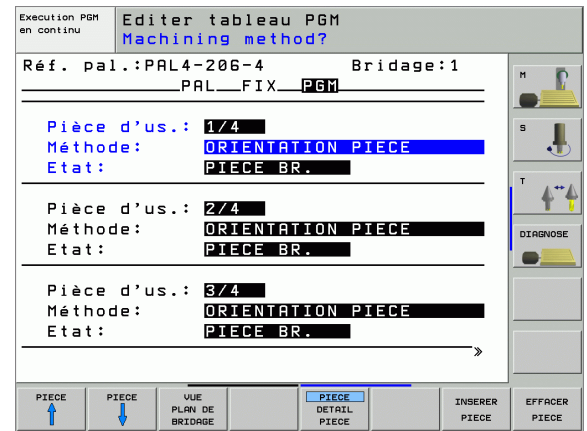 Execution PGM
en continu
Editer tableau PGM
Machining method?
Réf. pal.:PAL4-206-4 Bridage:1
PAL FIX PGM
Pièce d'us.: 1/4
Méthode: ORIENTATION PIECE
Etat: PIECE BR.
Pièce d'us.: 2/4
Méthode: ORIENTATION PIECE
Etat: PIECE BR.
Pièce d'us.: 3/4
Méthode: ORIENTATION PIECE
Etat: PIECE BR.
»
M
S
T
DIAGNOSE
PIECE
PIECE
VUE
PLAN DE
BRIDAGE
PIECE
DETAIL
PIECE
INSERER
PIECE
EFFACER
PIECE